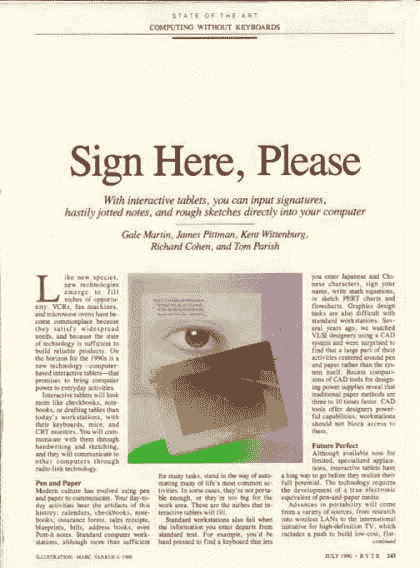 STATE OF THE ART
COMPUTING WITHOUT KEYBOARDS
Sign Here, Please
With interactive tablets, you can input signatures,
hastily jotted notes, and rough sketches directly into your computer
Gale Martin, James Pittman, Kent Wittenburg,
Richard Cohen, and Tom Parish
Like new species,
new technologies
emerge to fill
niches of opportu-
nity. VCRs, fax machines,
and microwave ovens have be-
come commonplace because
they satisfy widespread
needs, and because the state
of technology is sufficient to
build reliable products. On
the horizon for the 1990s is a
new technology—computer-
based interactive tablets—that
promises to bring computer
power to everyday activities.
Interactive tablets will look
more like checkbooks, note-
books, or drafting tables than
today's workstations, with
their keyboards, mice, and
CRT monitors. You will com-
municate with them through
handwriting and sketching,
and they will communicate to
other computers through
radio-link technology.
Pen and Paper
Modern culture has evolved using pen
and paper to communicate. Your day-to-
day activities bear the artifacts of this
history: calendars, checkbooks, note-
books, insurance forms, sales receipts,
blueprints, bills, address books, even
Post-it notes. Standard computer work-
stations, although more than sufficient
for many tasks, stand in the way of auto-
mating many of life's most common ac-
tivities. In some cases, they're not porta-
ble enough, or they're too big for the
work area. These are the niches that in-
teractive tablets will fill.
Standard workstations also fail when
the information you enter departs from
standard text. For example, you'd be
hard pressed to find a keyboard that lets
you enter Japanese and Chi-
nese characters, sign your
name, write math equations,
or sketch PERT charts and
flowcharts. Graphics design
tasks are also difficult with
standard workstations. Sev-
eral years ago, we watched
VLSI designers using a CAD
system and were surprised to
find that a large part of their
activities centered around pen
and paper rather than the sys-
tem itself. Recent compari-
sons of CAD tools for design-
ing power supplies reveal that
traditional paper methods are
three to 10 times faster. CAD
tools offer designers power-
ful capabilities; workstations
should not block access to
them.
Future Perfect
Although available now for
limited, specialized applica-
tions, interactive tablets have
a long way to go before they realize their
full potential. The technology requires
the development of a true electronic
equivalent of pen-and-paper media.
Advances in portability will come
from a variety of sources, from research
into wireless LANs to the international
initiative for high-definition TV, which
includes a push to build low-cost, flat-
continued
ILLUSTRATION: MARC © 1990
JULY 1990 • BYTE 243